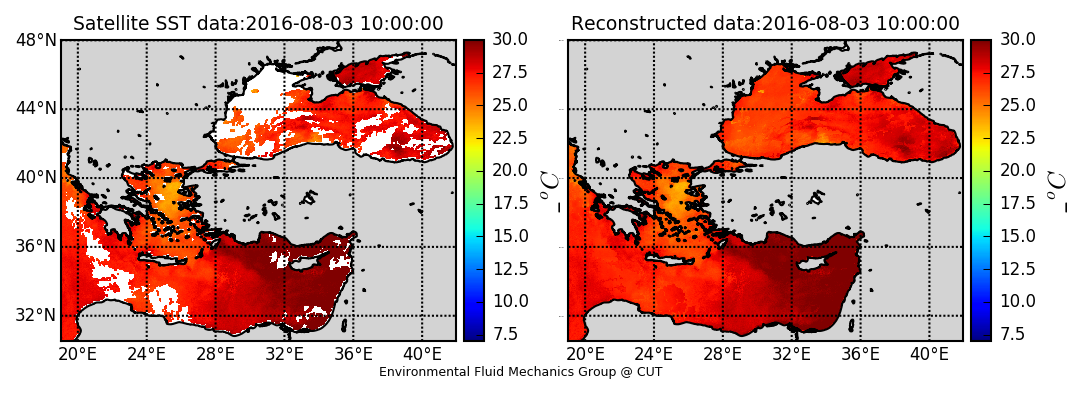 Satellite SST data:2016-08-03 10:00:00
48°N
44°N
40°N
36°N
32°N
20°E 24°E 28°E 32°E 36°E 40°E
30.0
27.5
25.0
22.5
20.0
17.5
15.0
12.5
10.0
7.5
_ °C
Reconstructed data:2016-08-03 10:00:00
20°E 24°E 28°E 32°E 36°E 40°E
30.0
27.5
25.0
22.5
20.0
17.5
15.0
12.5
10.0
7.5
_ °C
Environmental Fluid Mechanics Group @ CUT